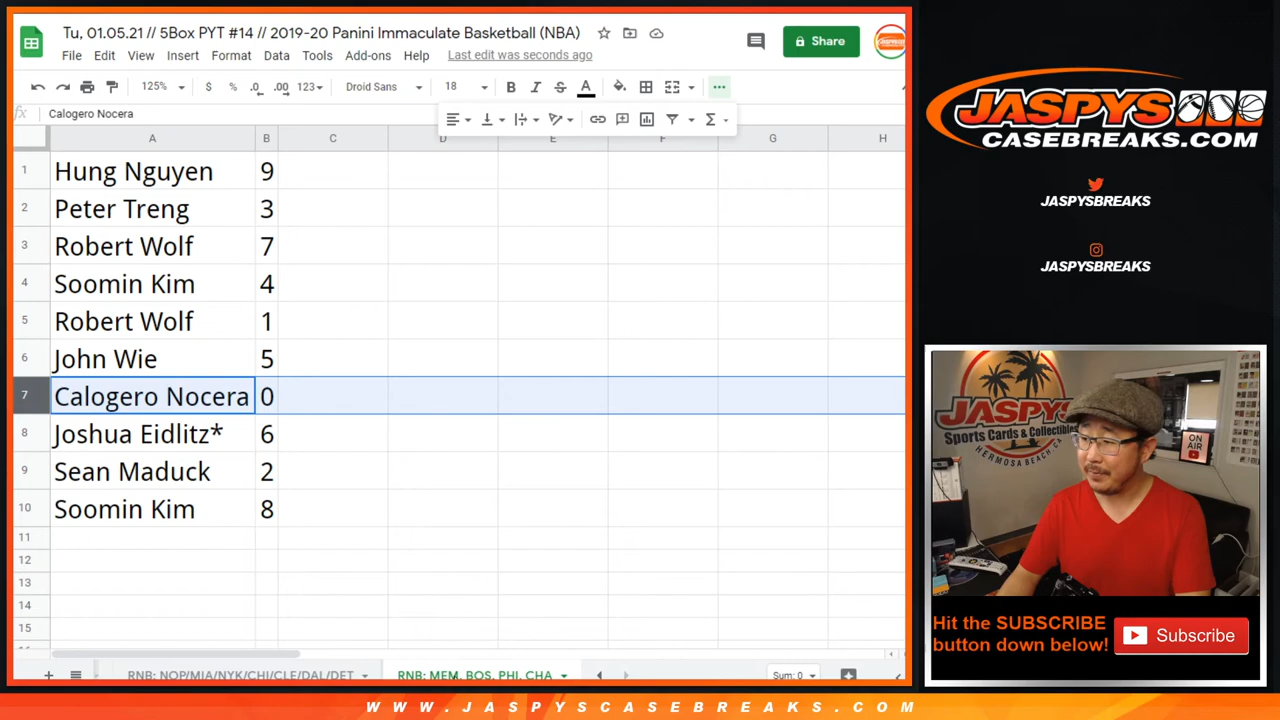 Tu, 01.05.21 // 5Box PYT #14 // 2019-20 Panini Immaculate Basketball (NBA)
Share
File Edit View Insert Format Data Tools Add-ons Help Last edit was seconds ago
125% $ % .0 .00 123 Droid Sans 18 B I S A
fx Calogero Nocera
A B C D E F G H
1 Hung Nguyen 9
2 Peter Treng 3
3 Robert Wolf 7
4 Soomin Kim 4
5 Robert Wolf 1
6 John Wie 5
7 Calogero Nocera 0
8 Joshua Eidlitz* 6
9 Sean Maduck 2
10 Soomin Kim 8
11
12
13
14
15
RNB: NOP/MIA/NYK/CHI/CLE/DAL/DET RNB: MEM, BOS, PHI, CHA Sum: 0
JASPYS
CASEBREAKS.COM
JASPYSBREAKS
JASPYSBREAKS
JASPYS
Sports Cards & Collectibles
HERMOSA BEACH, CA
ON AIR
Hit the SUBSCRIBE
button down below!
Subscribe
WWW.JASPYSCASEBREAKS.COM